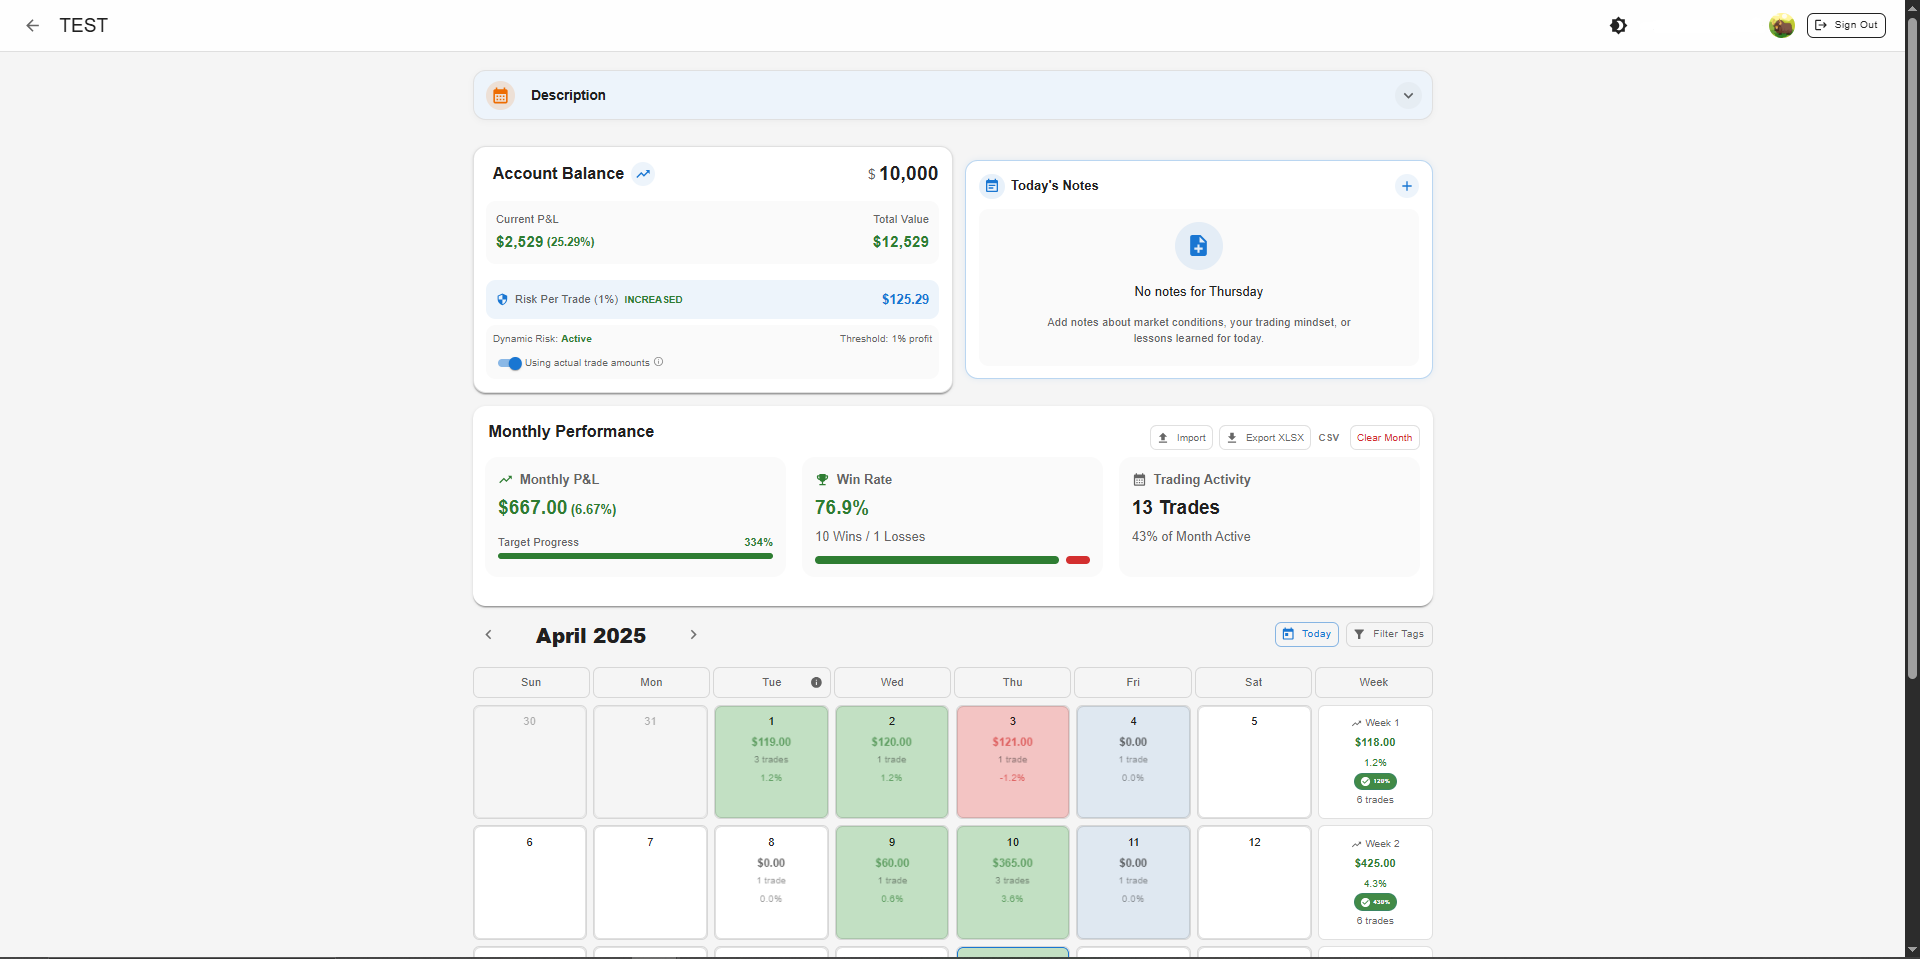 TEST
Sign Out
Description
Account Balance
$ 10,000
Current P&L
Total Value
$2,529 (25.29%)
$12,529
Risk Per Trade (1%) INCREASED
$125.29
Dynamic Risk: Active
Threshold: 1% profit
Using actual trade amounts
Today's Notes
No notes for Thursday
Add notes about market conditions, your trading mindset, or
lessons learned for today.
Monthly Performance
Import
Export XLSX
CSV
Clear Month
Monthly P&L
$667.00 (6.67%)
Target Progress
334%
Win Rate
76.9%
10 Wins / 1 Losses
Trading Activity
13 Trades
43% of Month Active
April 2025
Today
Filter Tags
Sun
Mon
Tue
Wed
Thu
Fri
Sat
Week
30
31
1
$119.00
3 trades
1.2%
2
$120.00
1 trade
1.2%
3
$121.00
1 trade
-1.2%
4
$0.00
1 trade
0.0%
5
Week 1
$118.00
1.2%
120%
6 trades
6
7
8
$0.00
1 trade
0.0%
9
$60.00
1 trade
0.6%
10
$365.00
3 trades
3.6%
11
$0.00
1 trade
0.0%
12
Week 2
$425.00
4.3%
430%
6 trades